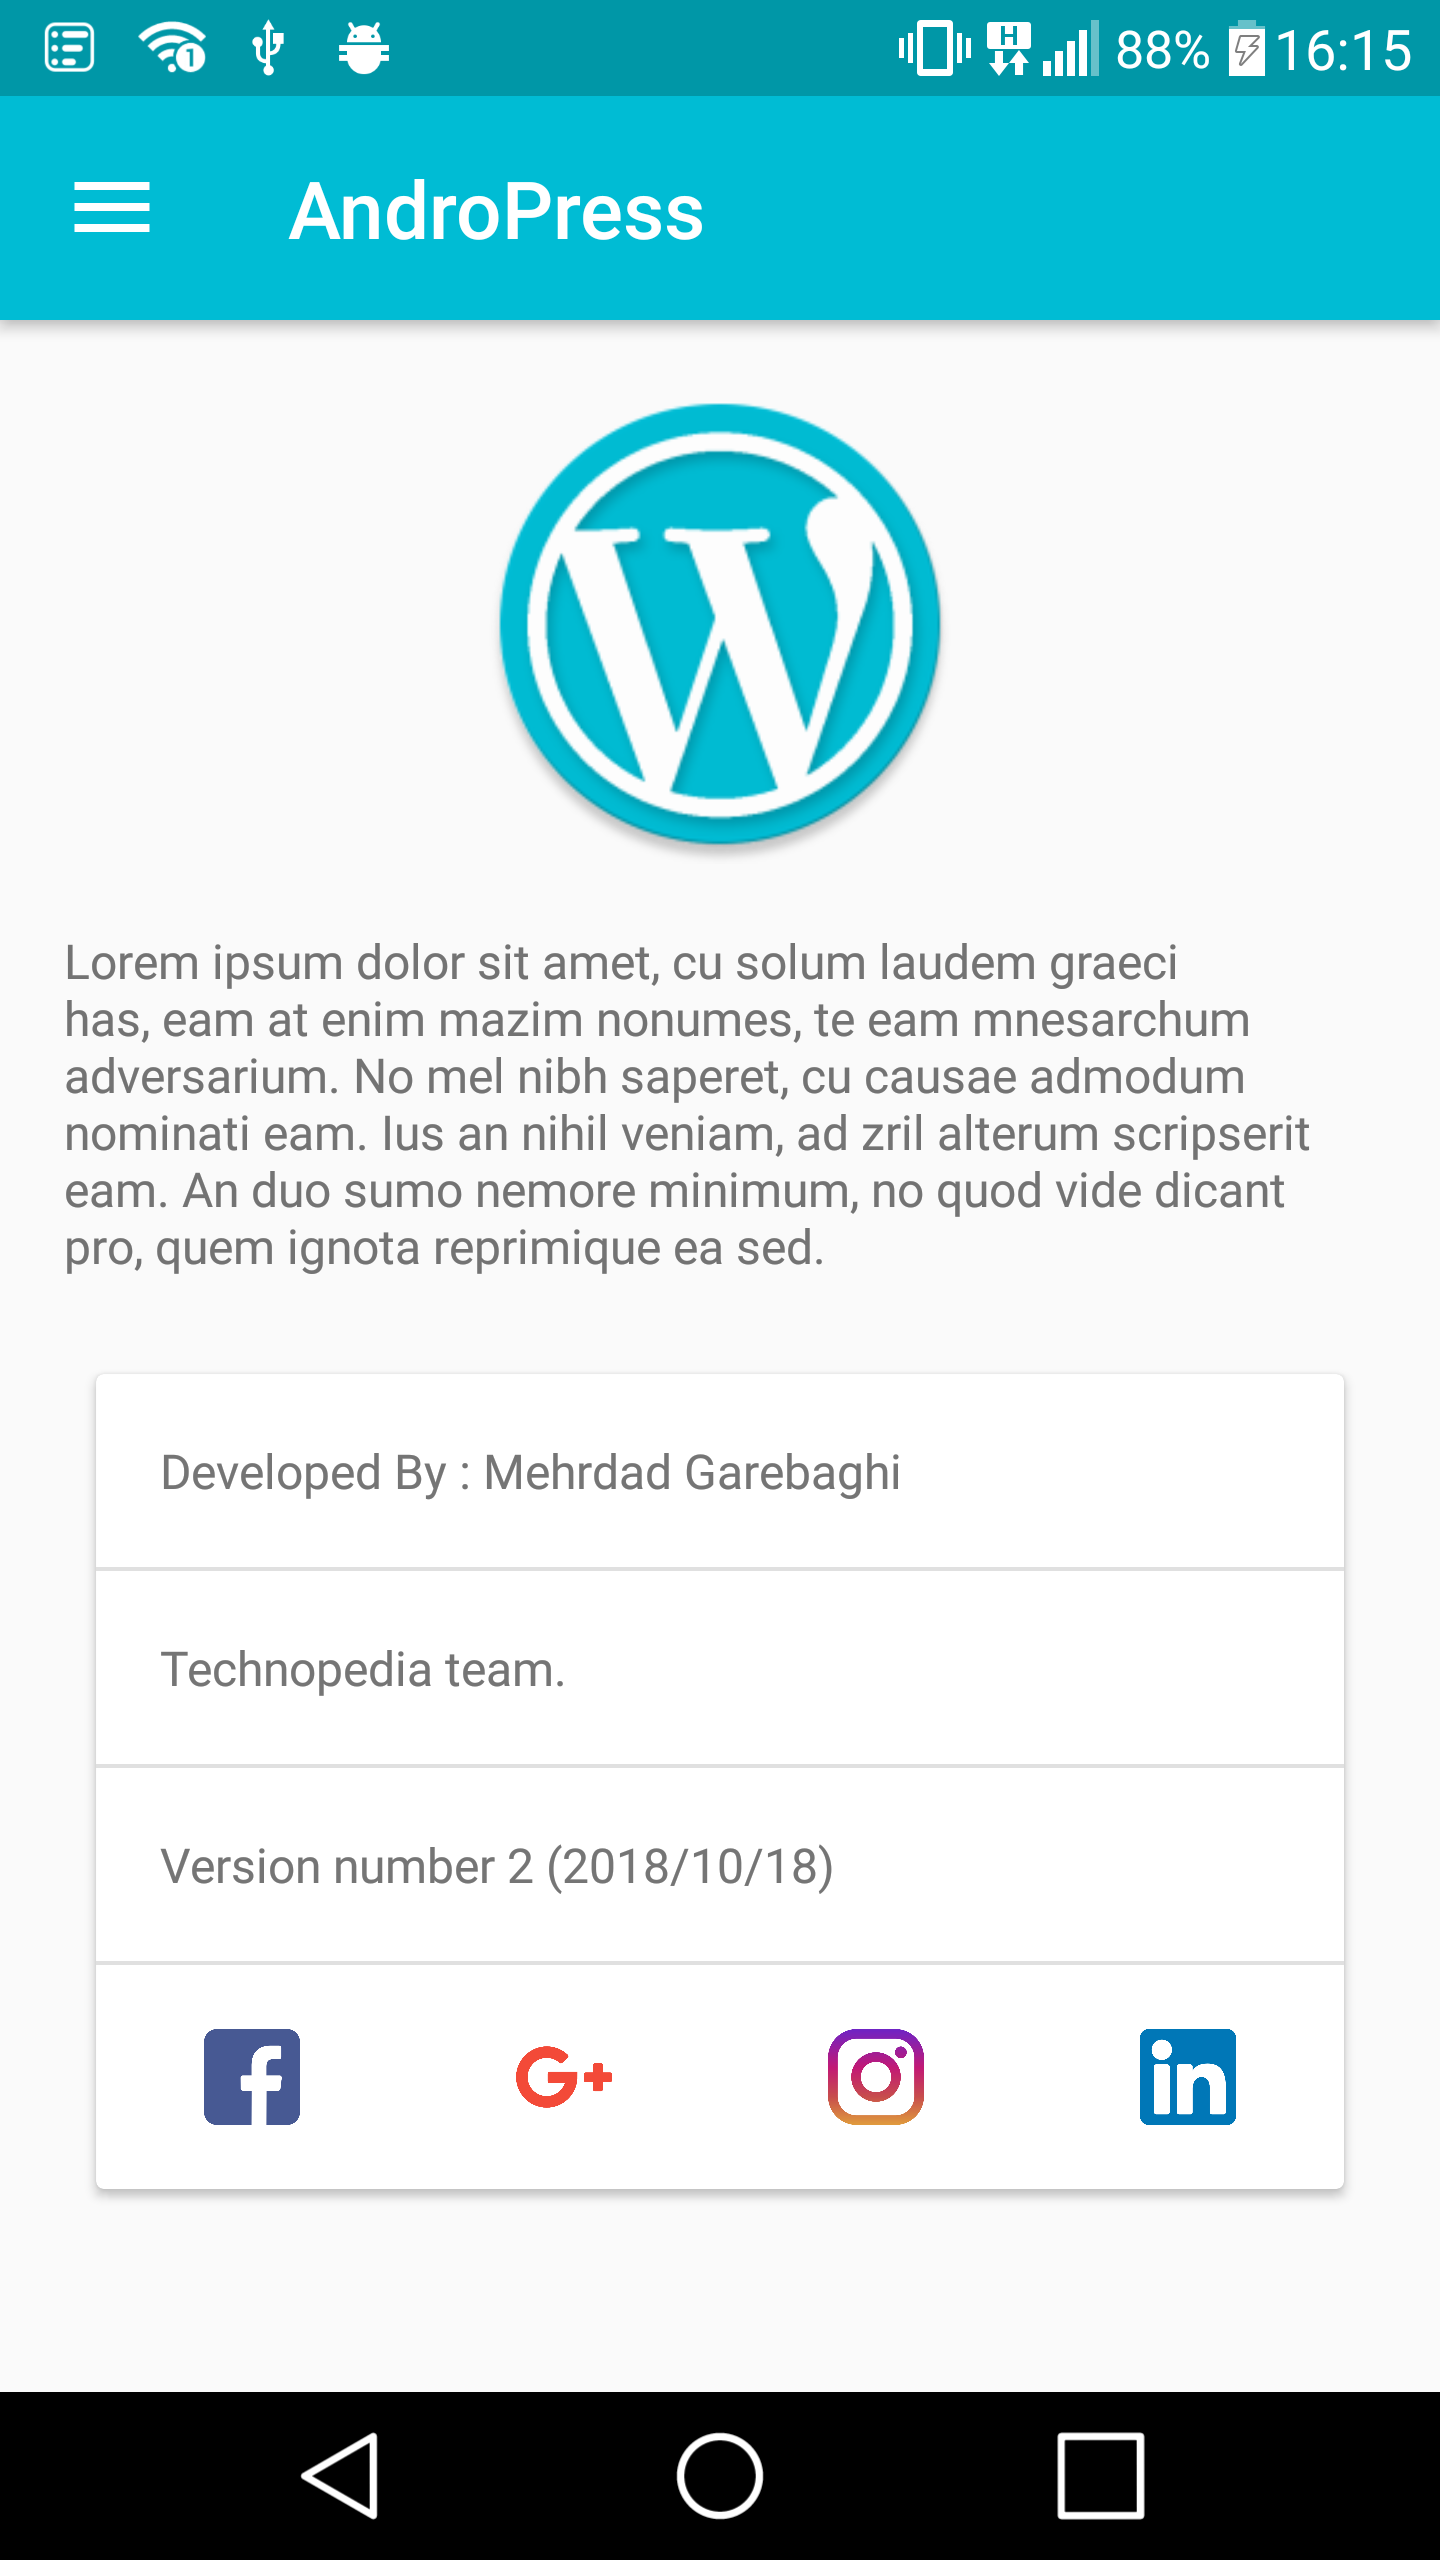 88% 16:15
AndroPress
Lorem ipsum dolor sit amet, cu solum laudem graeci
has, eam at enim mazim nonumes, te eam mnesarchum
adversarium. No mel nibh saperet, cu causae admodum
nominati eam. Ius an nihil veniam, ad zril alterum scripserit
eam. An duo sumo nemore minimum, no quod vide dicant
pro, quem ignota reprimique ea sed.
Developed By : Mehrdad Garebaghi
Technopedia team.
Version number 2 (2018/10/18)